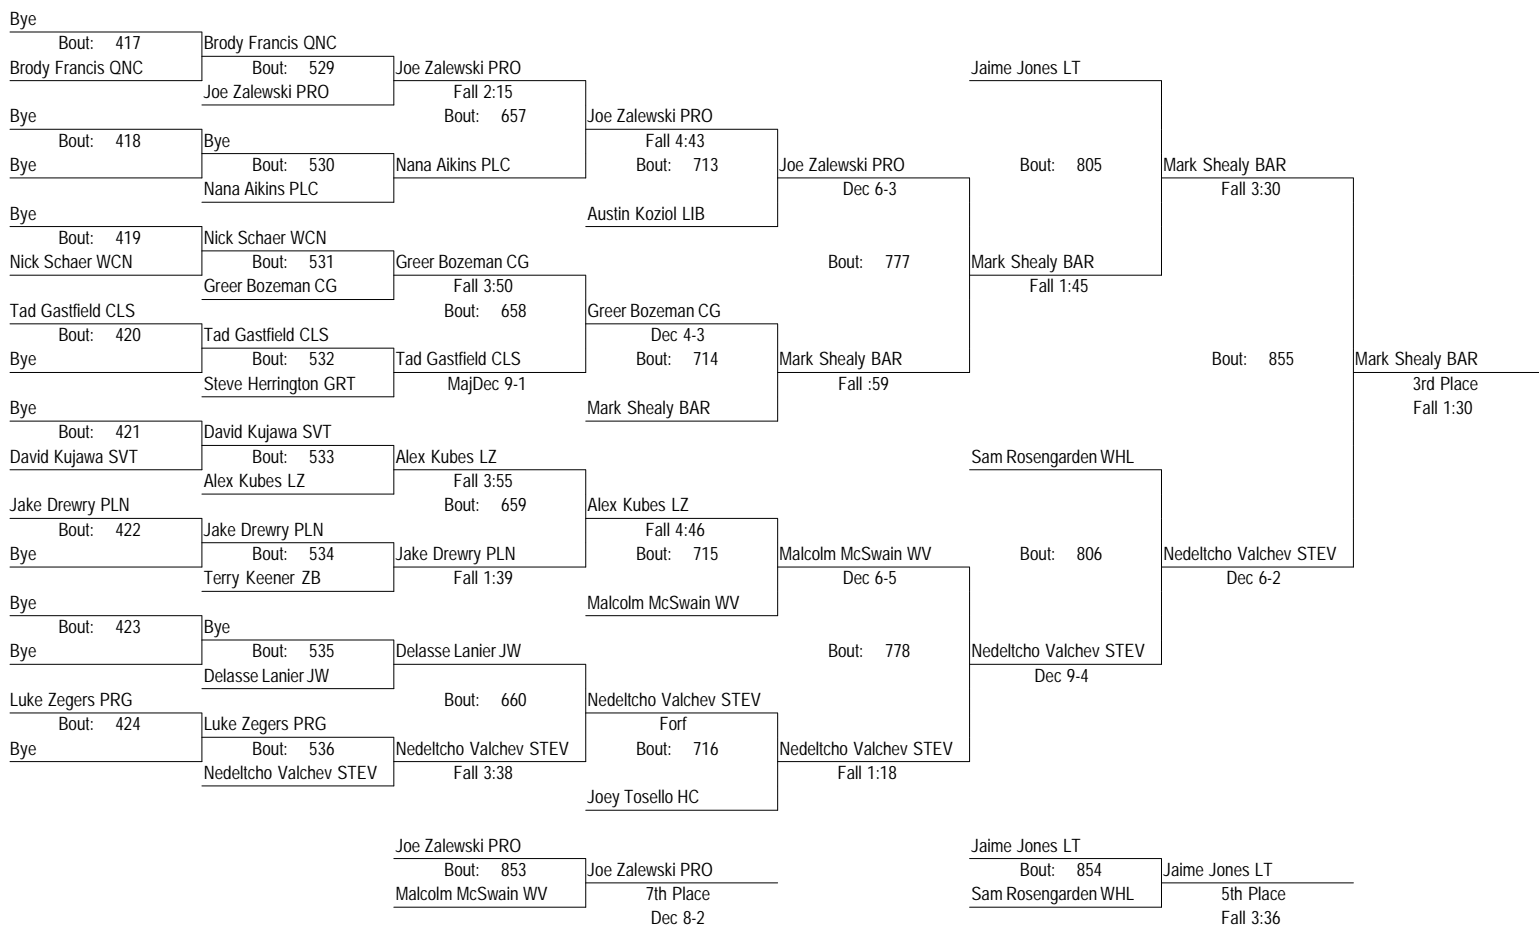 Bye
Bout: 417
Brody Francis QNC
Brody Francis QNC
Bout: 529
Joe Zalewski PRO
Joe Zalewski PRO
Fall 2:15
Bout: 657
Bye
Bout: 418
Bye
Bye
Bout: 530
Nana Aikins PLC
Nana Aikins PLC
Joe Zalewski PRO
Fall 4:43
Bout: 713
Austin Koziol LIB
Joe Zalewski PRO
Dec 6-3
Bye
Bout: 419
Nick Schaer WCN
Nick Schaer WCN
Bout: 531
Greer Bozeman CG
Greer Bozeman CG
Fall 3:50
Bout: 658
Tad Gastfield CLS
Bout: 420
Bye
Tad Gastfield CLS
Bout: 532
Steve Herrington GRT
Tad Gastfield CLS
MajDec 9-1
Greer Bozeman CG
Dec 4-3
Bout: 714
Mark Shealy BAR
Mark Shealy BAR
Fall :59
Bout: 777
Jaime Jones LT
Bout: 805
Mark Shealy BAR
Fall 1:45
Mark Shealy BAR
Fall 3:30
Bye
Bout: 421
David Kujawa SVT
David Kujawa SVT
Bout: 533
Alex Kubes LZ
Alex Kubes LZ
Fall 3:55
Bout: 659
Jake Drewry PLN
Bout: 422
Bye
Jake Drewry PLN
Bout: 534
Terry Keener ZB
Jake Drewry PLN
Fall 1:39
Alex Kubes LZ
Fall 4:46
Bout: 715
Malcolm McSwain WV
Malcolm McSwain WV
Dec 6-5
Bye
Bout: 423
Bye
Bye
Bout: 535
Delasse Lanier JW
Delasse Lanier JW
Bout: 660
Luke Zegers PRG
Bout: 424
Bye
Luke Zegers PRG
Bout: 536
Nedeltcho Valchev STEV
Nedeltcho Valchev STEV
Fall 3:38
Nedeltcho Valchev STEV
Forf
Bout: 716
Joey Tosello HC
Nedeltcho Valchev STEV
Fall 1:18
Bout: 778
Sam Rosengarden WHL
Bout: 806
Nedeltcho Valchev STEV
Dec 9-4
Nedeltcho Valchev STEV
Dec 6-2
Bout: 855
Mark Shealy BAR
3rd Place
Fall 1:30
Joe Zalewski PRO
Bout: 853
Malcolm McSwain WV
Joe Zalewski PRO
7th Place
Dec 8-2
Jaime Jones LT
Bout: 854
Sam Rosengarden WHL
Jaime Jones LT
5th Place
Fall 3:36